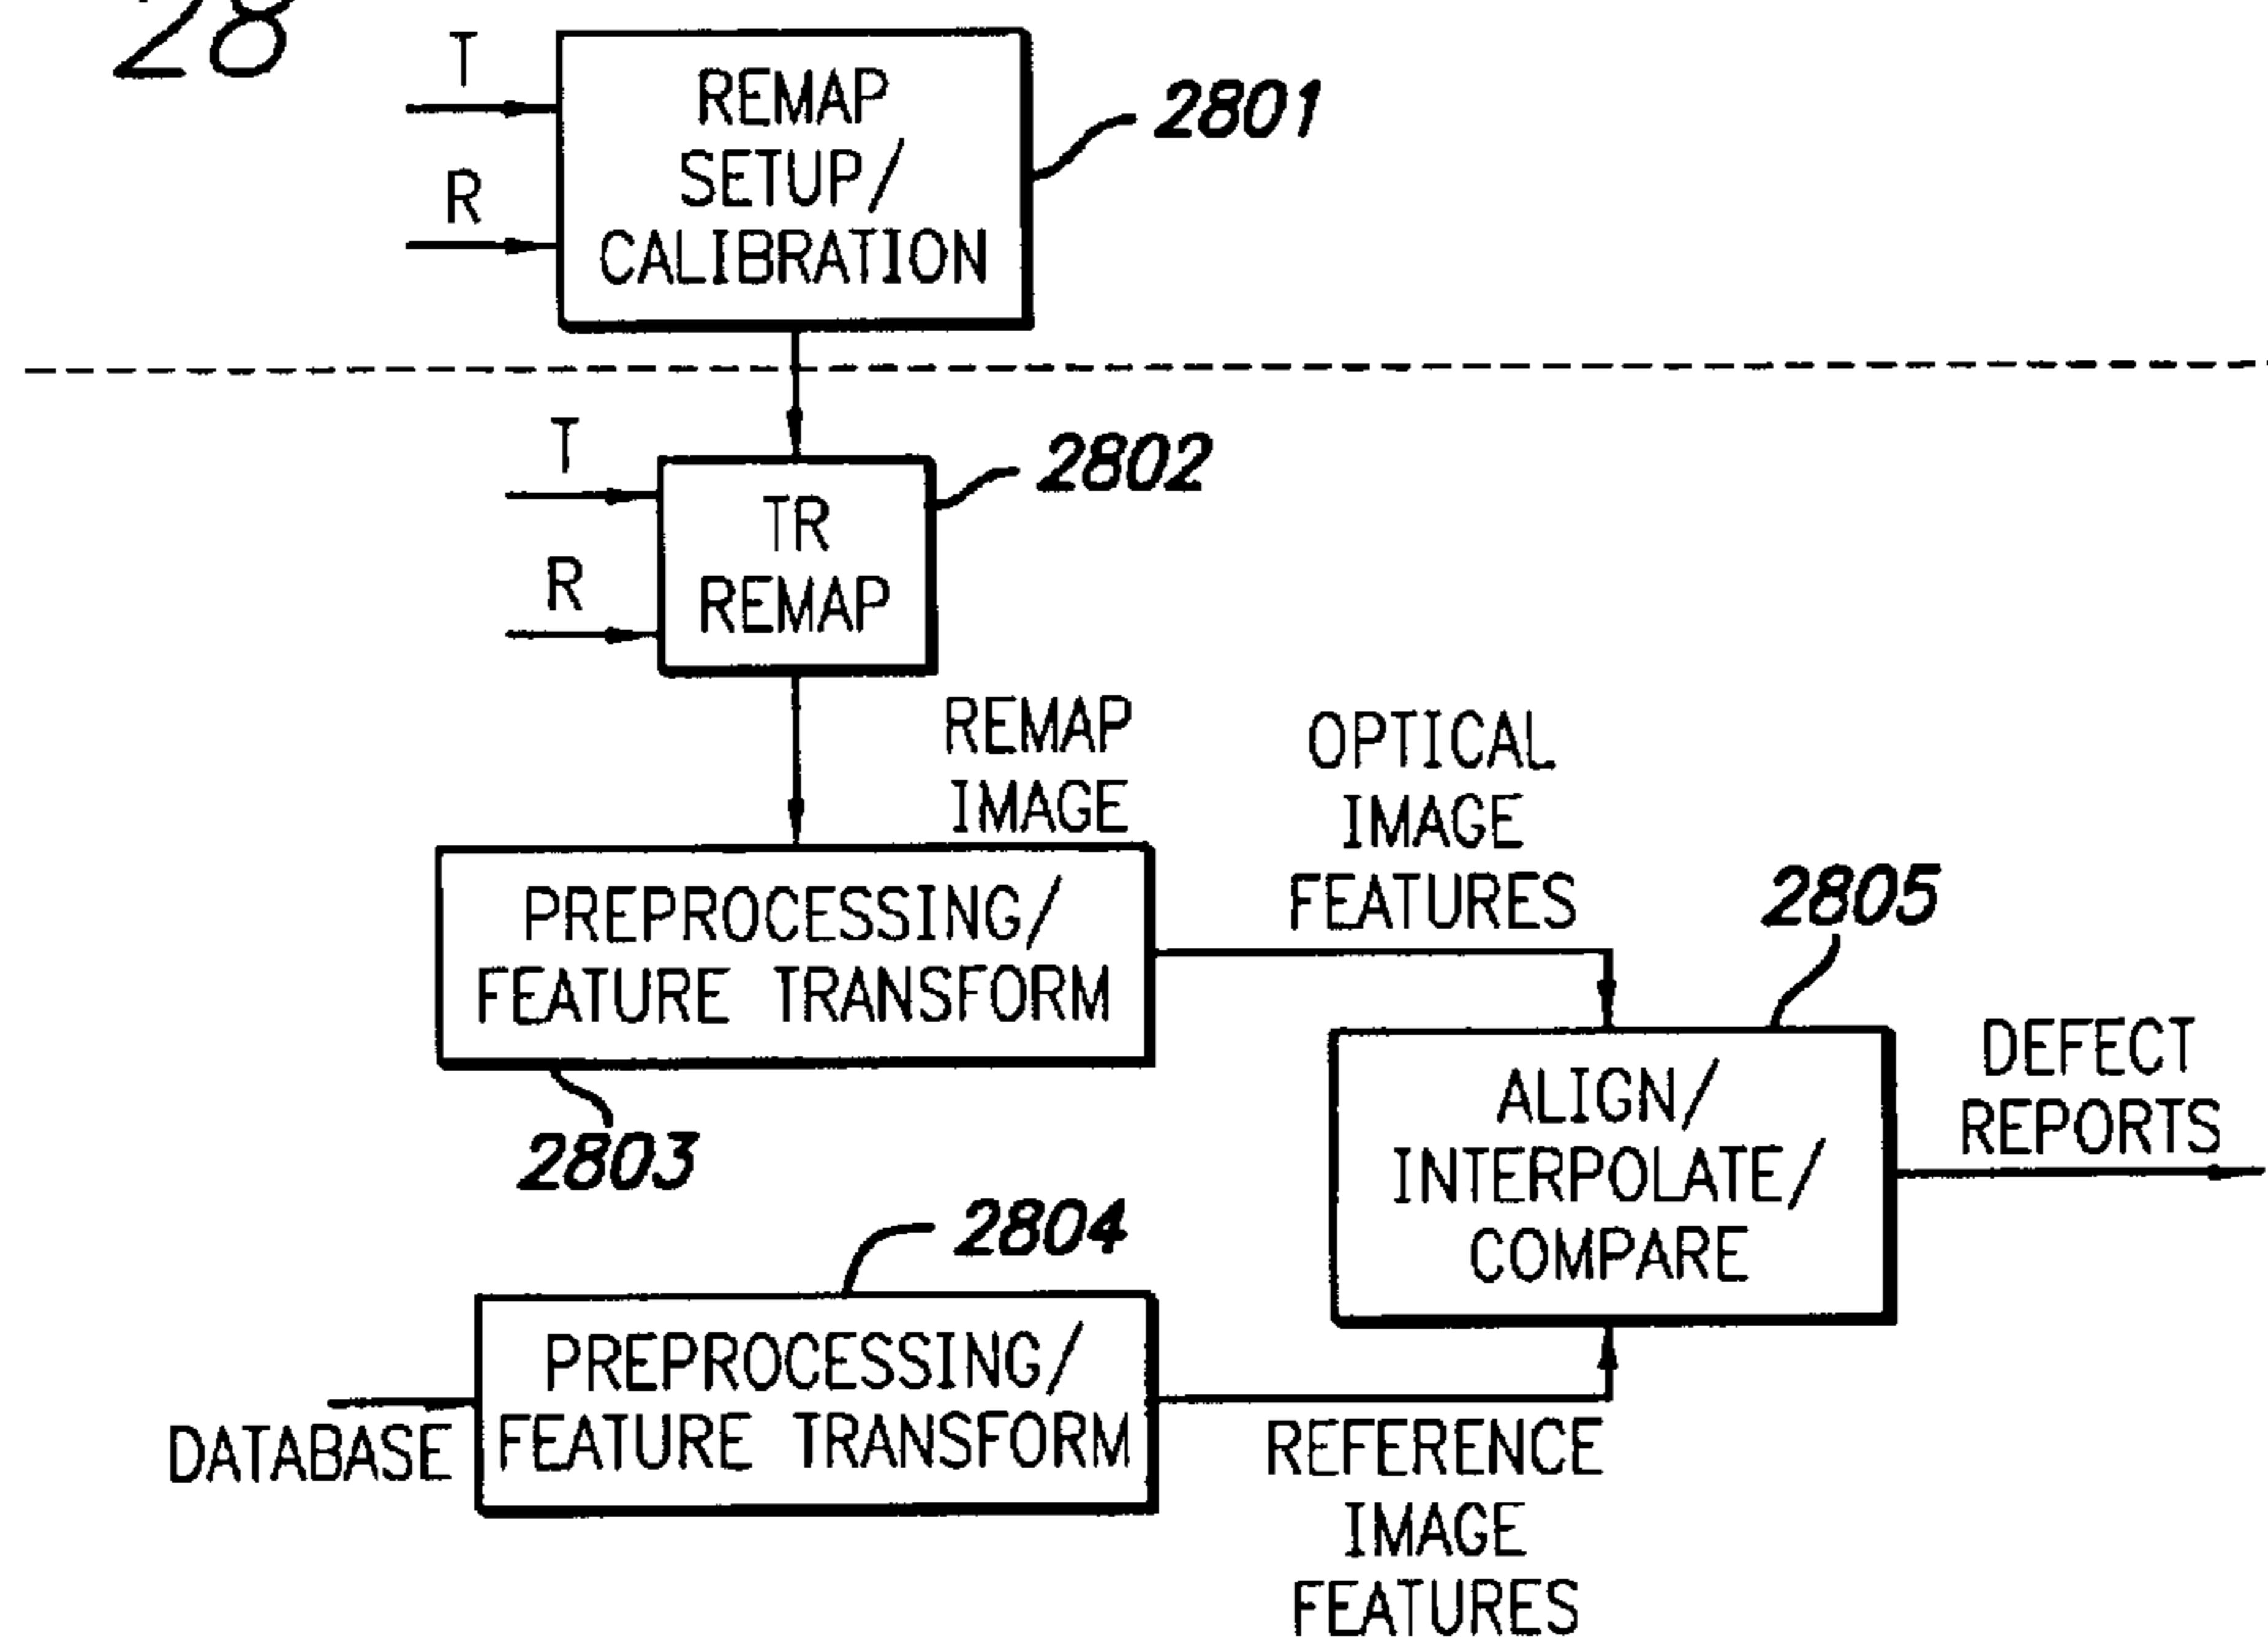 28
T
REMAP
SETUP/
CALIBRATION
2801
R
T
TR
REMAP
2802
R
REMAP
IMAGE
OPTICAL
IMAGE
FEATURES
PREPROCESSING/
FEATURE TRANSFORM
2803
2805
ALIGN/
INTERPOLATE/
COMPARE
DEFECT
REPORTS
2804
PREPROCESSING/
FEATURE TRANSFORM
DATABASE
REFERENCE
IMAGE
FEATURES